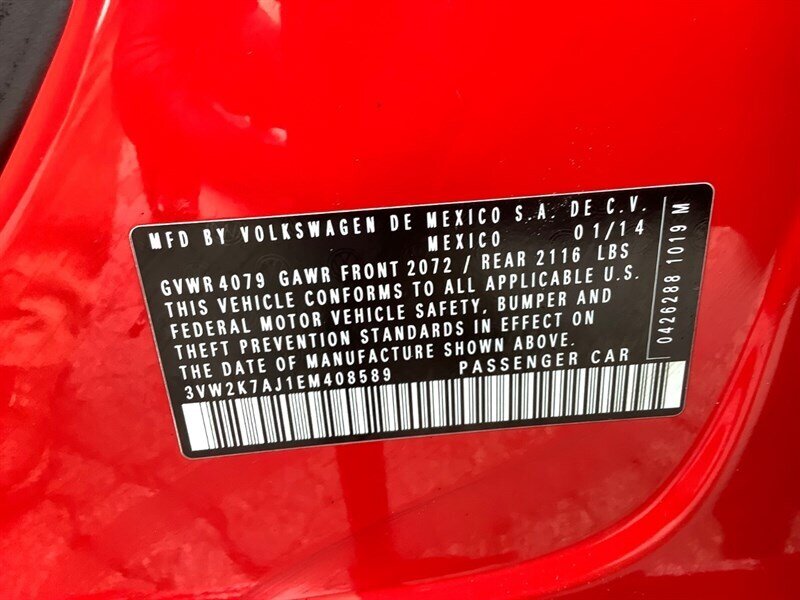 MFD BY VOLKSWAGEN DE MEXICO S.A. DE C.V.
MEXICO 01/14
GVWR 4079 GAWR FRONT 2072 / REAR 2116 LBS
THIS VEHICLE CONFORMS TO ALL APPLICABLE U.S.
FEDERAL MOTOR VEHICLE SAFETY, BUMPER AND
THEFT PREVENTION STANDARDS IN EFFECT ON
THE DATE OF MANUFACTURE SHOWN ABOVE.
3VW2K7AJ1EM408589 PASSENGER CAR
0426288 1019 M